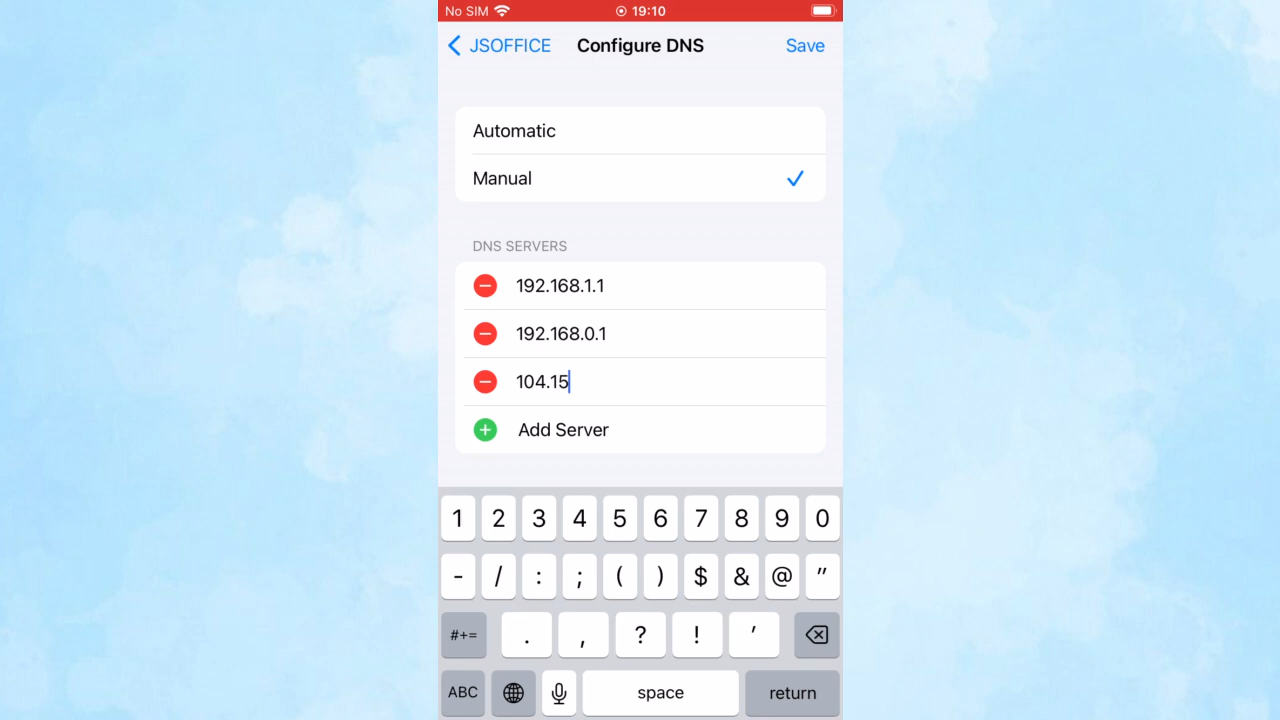 No SIM 19:10
JSOFFICE Configure DNS Save
Automatic
Manual
DNS SERVERS
192.168.1.1
192.168.0.1
104.15
Add Server
1 2 3 4 5 6 7 8 9 0
- / : ; ( ) $ & @ ”
#+= . , ? ! ’
ABC space return